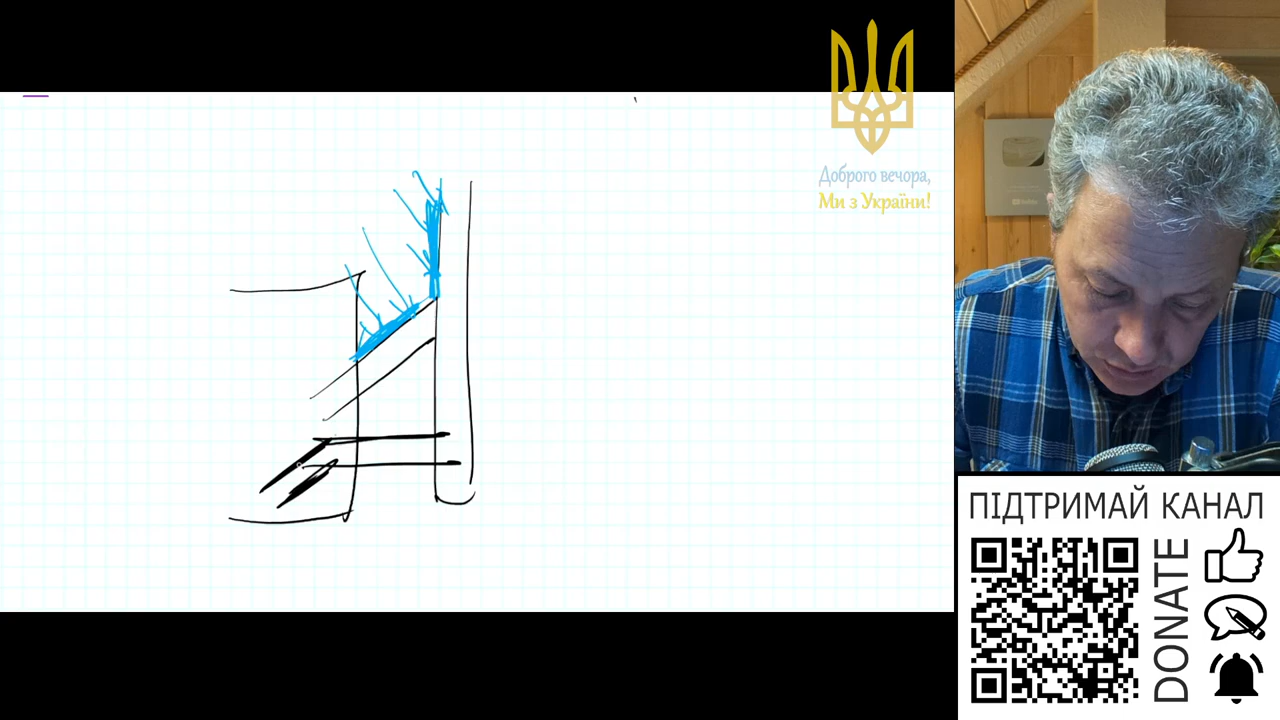 Доброго вечора,
Ми з України!
ПІДТРИМАЙ КАНАЛ
DONATE